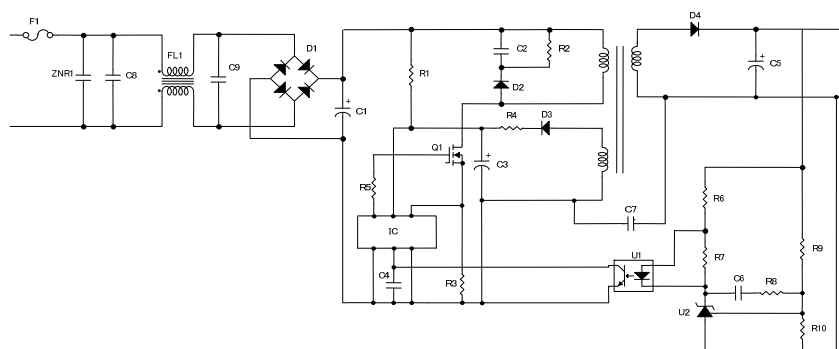 F1
D4
D1
FL1
C2
R2
C9
ZNR1
C8
R1
C5
D2
C1
R4
D3
Q1
C3
R5
R6
C7
IC
U1
R9
R7
C4
C6
R8
R3
U2
R10